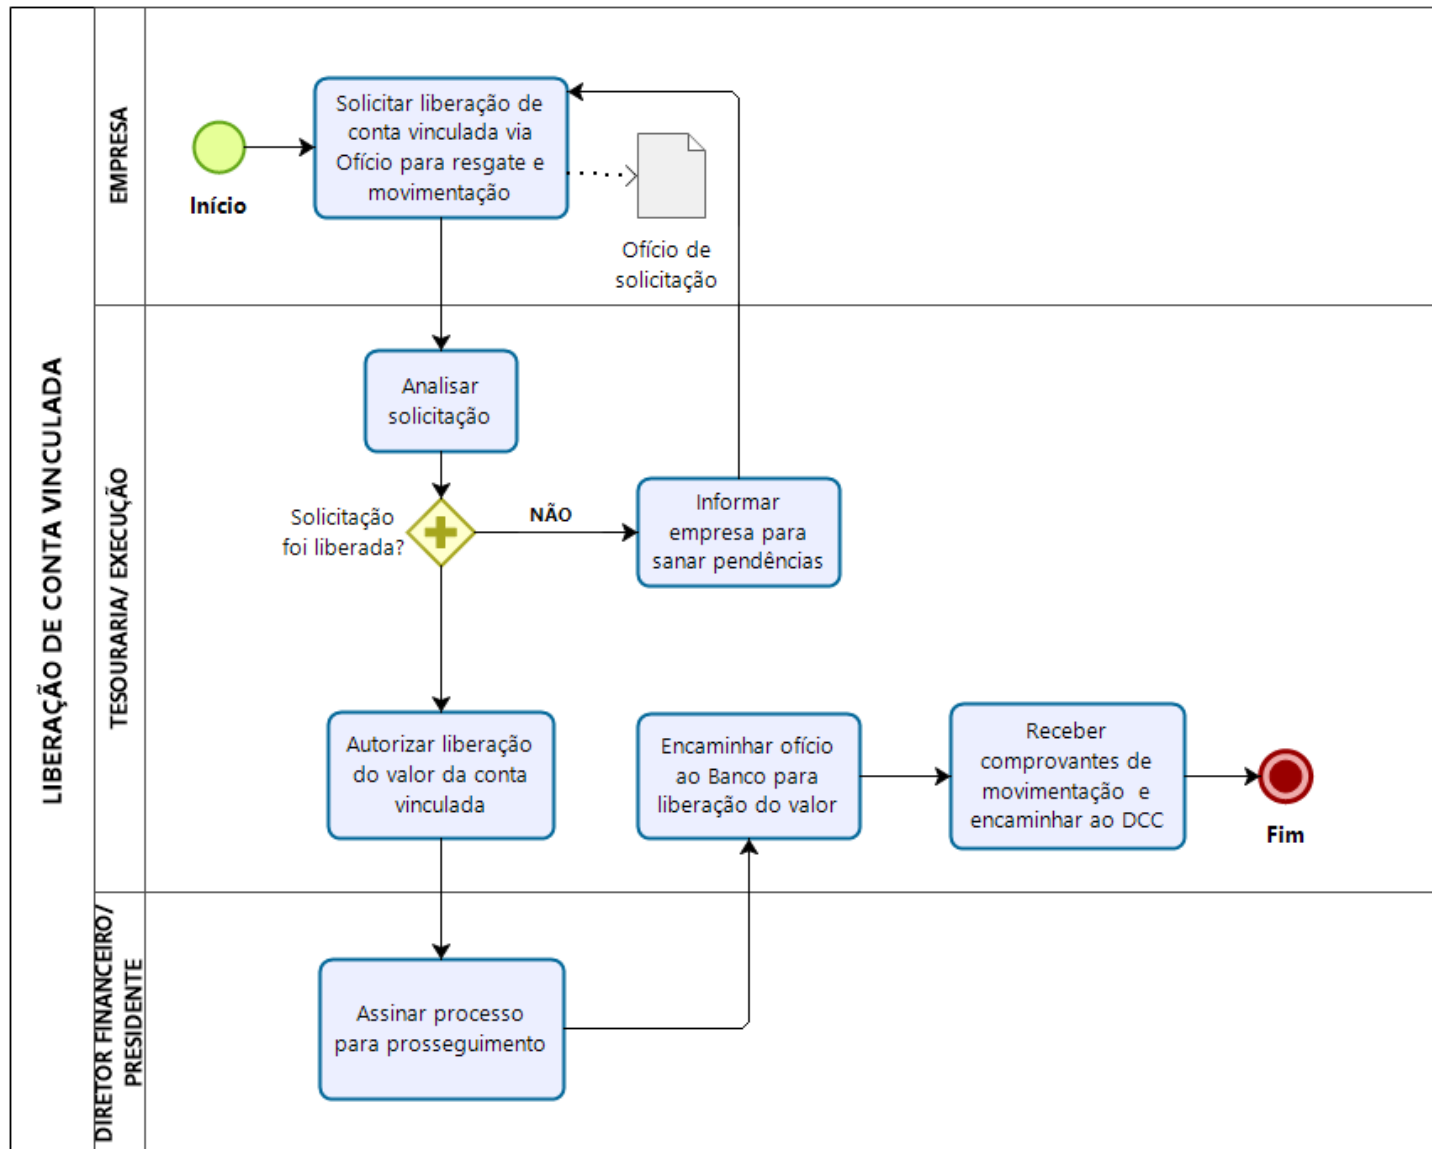 LIBERAÇÃO DE CONTA VINCULADA
EMPRESA
Início
Solicitar liberação de
conta vinculada via
Ofício para resgate e
movimentação
Ofício de
solicitação
TESOURARIA/ EXECUÇÃO
Analisar
solicitação
Solicitação
foi liberada?
NÃO
Informar
empresa para
sanar pendências
Autorizar liberação
do valor da conta
vinculada
Encaminhar ofício
ao Banco para
liberação do valor
Receber
comprovantes de
movimentação e
encaminhar ao DCC
Fim
DIRETOR FINANCEIRO/
PRESIDENTE
Assinar processo
para prosseguimento